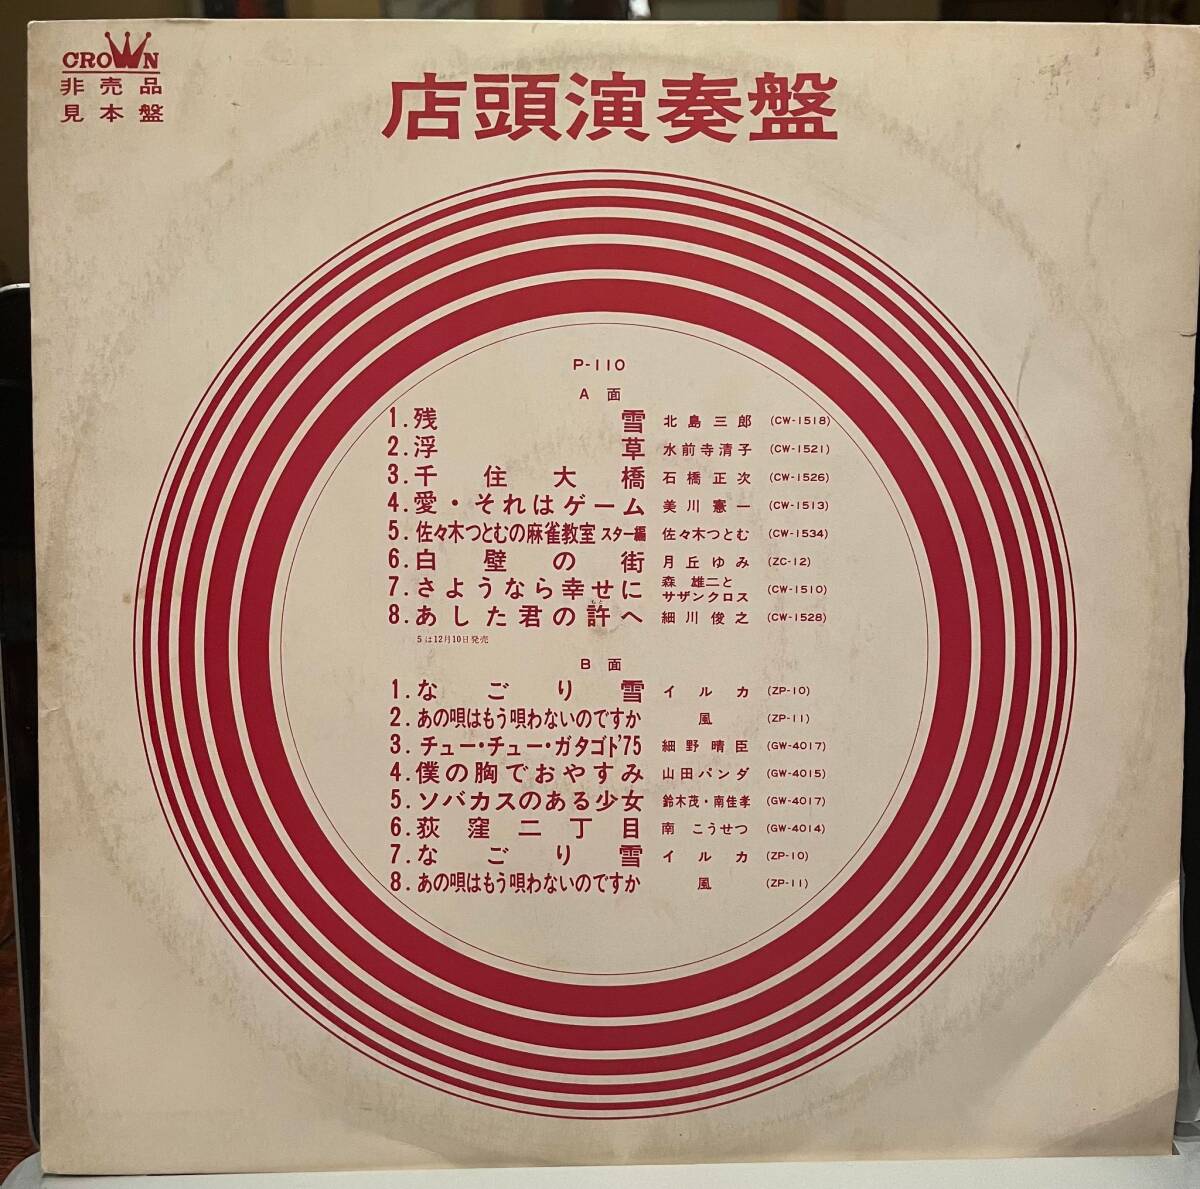 CROWN
非売品
見本盤
店頭演奏盤
P-110
A面
1.残雪 北島三郎 (CW-1518)
2.浮草 水前寺清子 (CW-1521)
3.千住大橋 石橋正次 (CW-1526)
4.愛・それはゲーム 美川憲一 (CW-1513)
5.佐々木つとむの麻雀教室 スター編 佐々木つとむ (CW-1534)
6.白壁の街 月丘ゆみ (ZC-12)
7.さようなら幸せに 森雄二とサザンクロス (CW-1510)
8.あした君の許へ 細川俊之 (CW-1528)
5は12月10日発売
B面
1.なごり雪 イルカ (ZP-10)
2.あの唄はもう唄わないのですか 風 (ZP-11)
3.チュー・チュー・ガタゴト'75 細野晴臣 (GW-4017)
4.僕の胸でおやすみ 山田パンダ (GW-4015)
5.ソバカスのある少女 鈴木茂・南佳孝 (GW-4017)
6.荻窪二丁目 南こうせつ (GW-4014)
7.なごり雪 イルカ (ZP-10)
8.あの唄はもう唄わないのですか 風 (ZP-11)